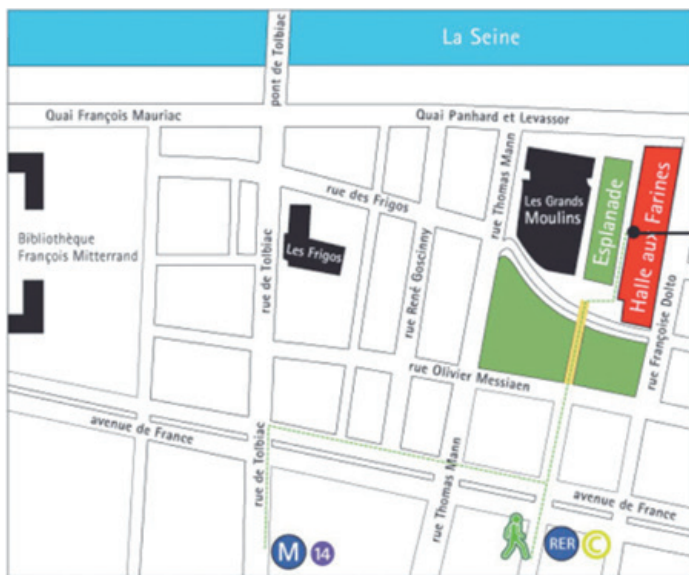 La Seine
pont de Tolbiac
Quai François Mauriac
Quai Panhard et Levassor
rue Thomas Mann
rue des Frigos
Les Grands
Moulins
Esplanade
Halle aux Farines
Bibliothèque
François Mitterrand
Les Frigos
rue de Tolbiac
rue René Goscinny
rue Françoise Dolto
rue Olivier Messiaen
avenue de France
rue de Tolbiac
rue Thomas Mann
avenue de France
M 14
RER C